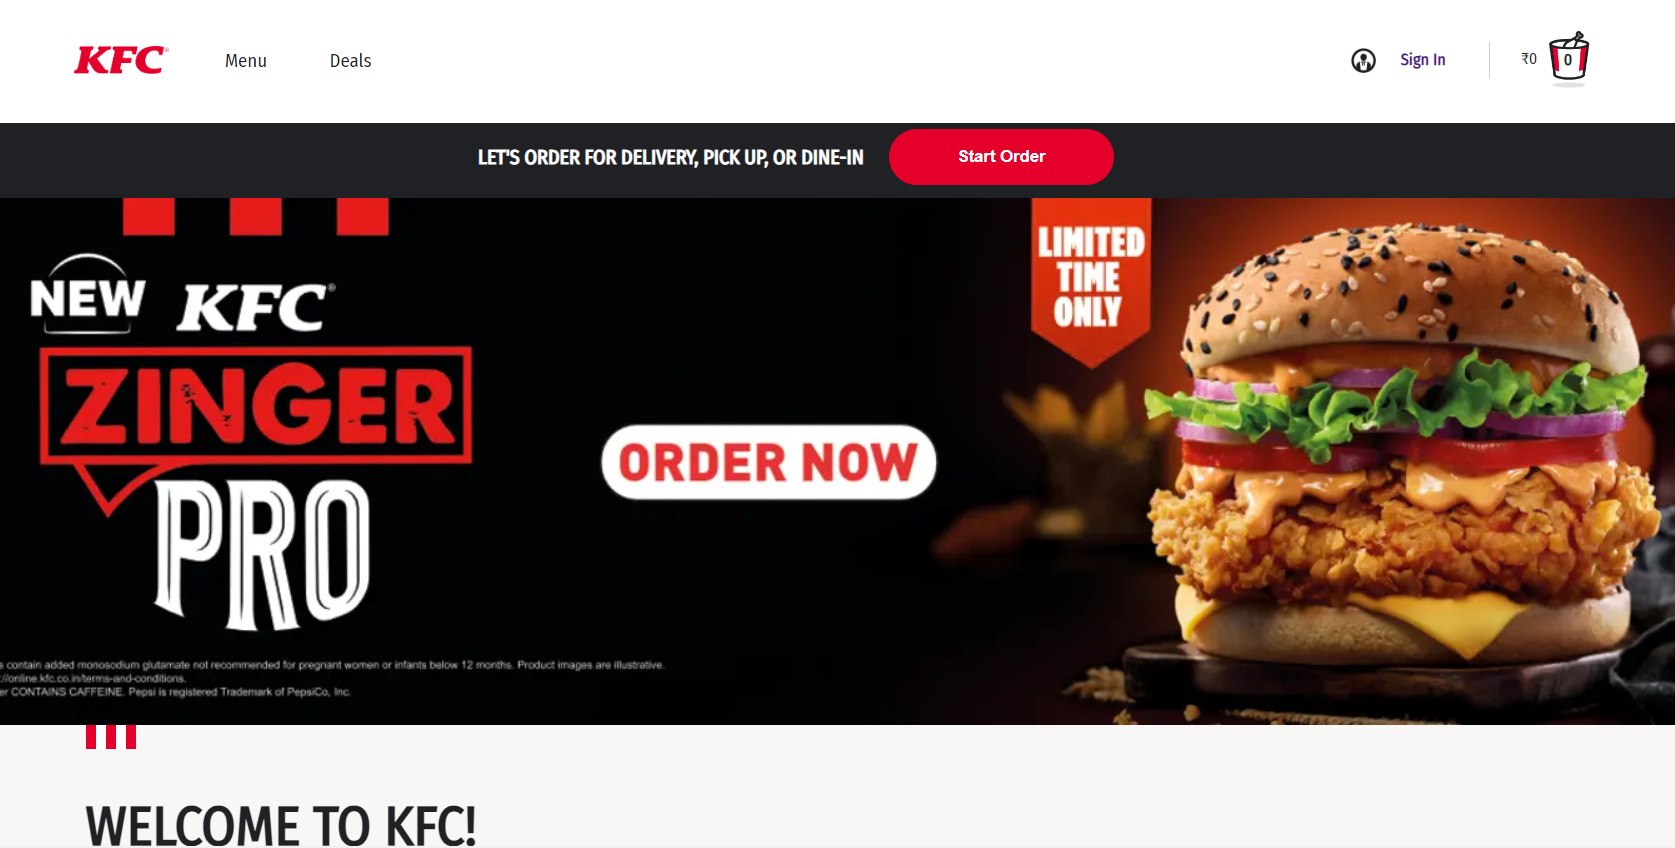 KFC
Menu
Deals
Sign In
₹0
0
LET'S ORDER FOR DELIVERY, PICK UP, OR DINE-IN
Start Order
NEW KFC®
ZINGER
PRO
ORDER NOW
LIMITED
TIME
ONLY
contain added monosodium glutamate not recommended for pregnant women or infants below 12 months. Product images are illustrative.
://online.kfc.co.in/terms-and-conditions.
er CONTAINS CAFFEINE. Pepsi is registered Trademark of PepsiCo, Inc.
WELCOME TO KFC!